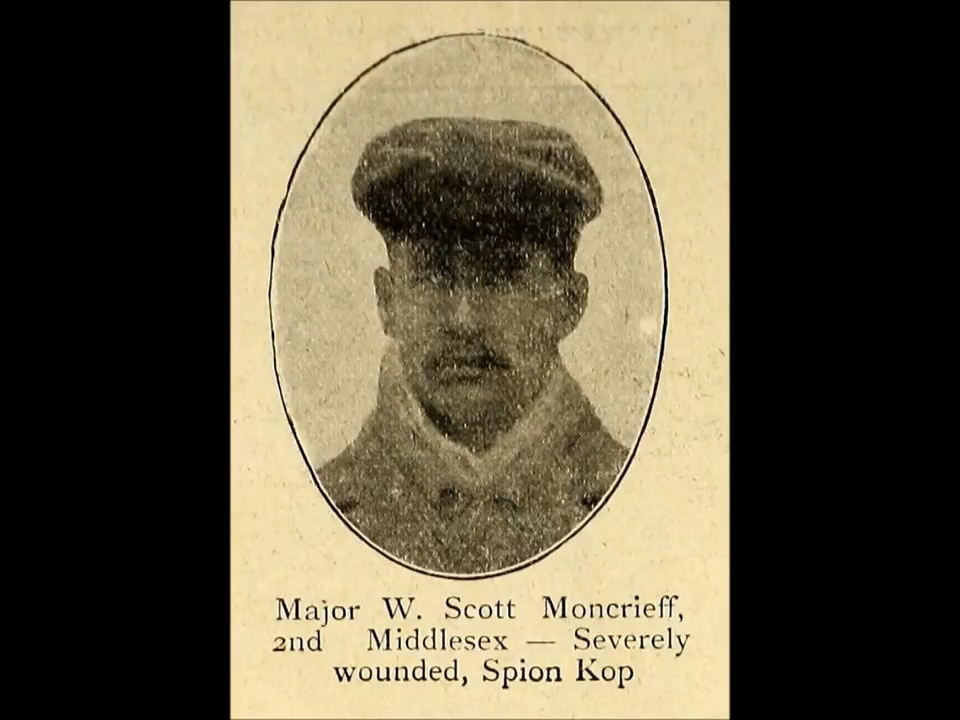 Major W. Scott Moncrieff,
2nd Middlesex — Severely
wounded, Spion Kop